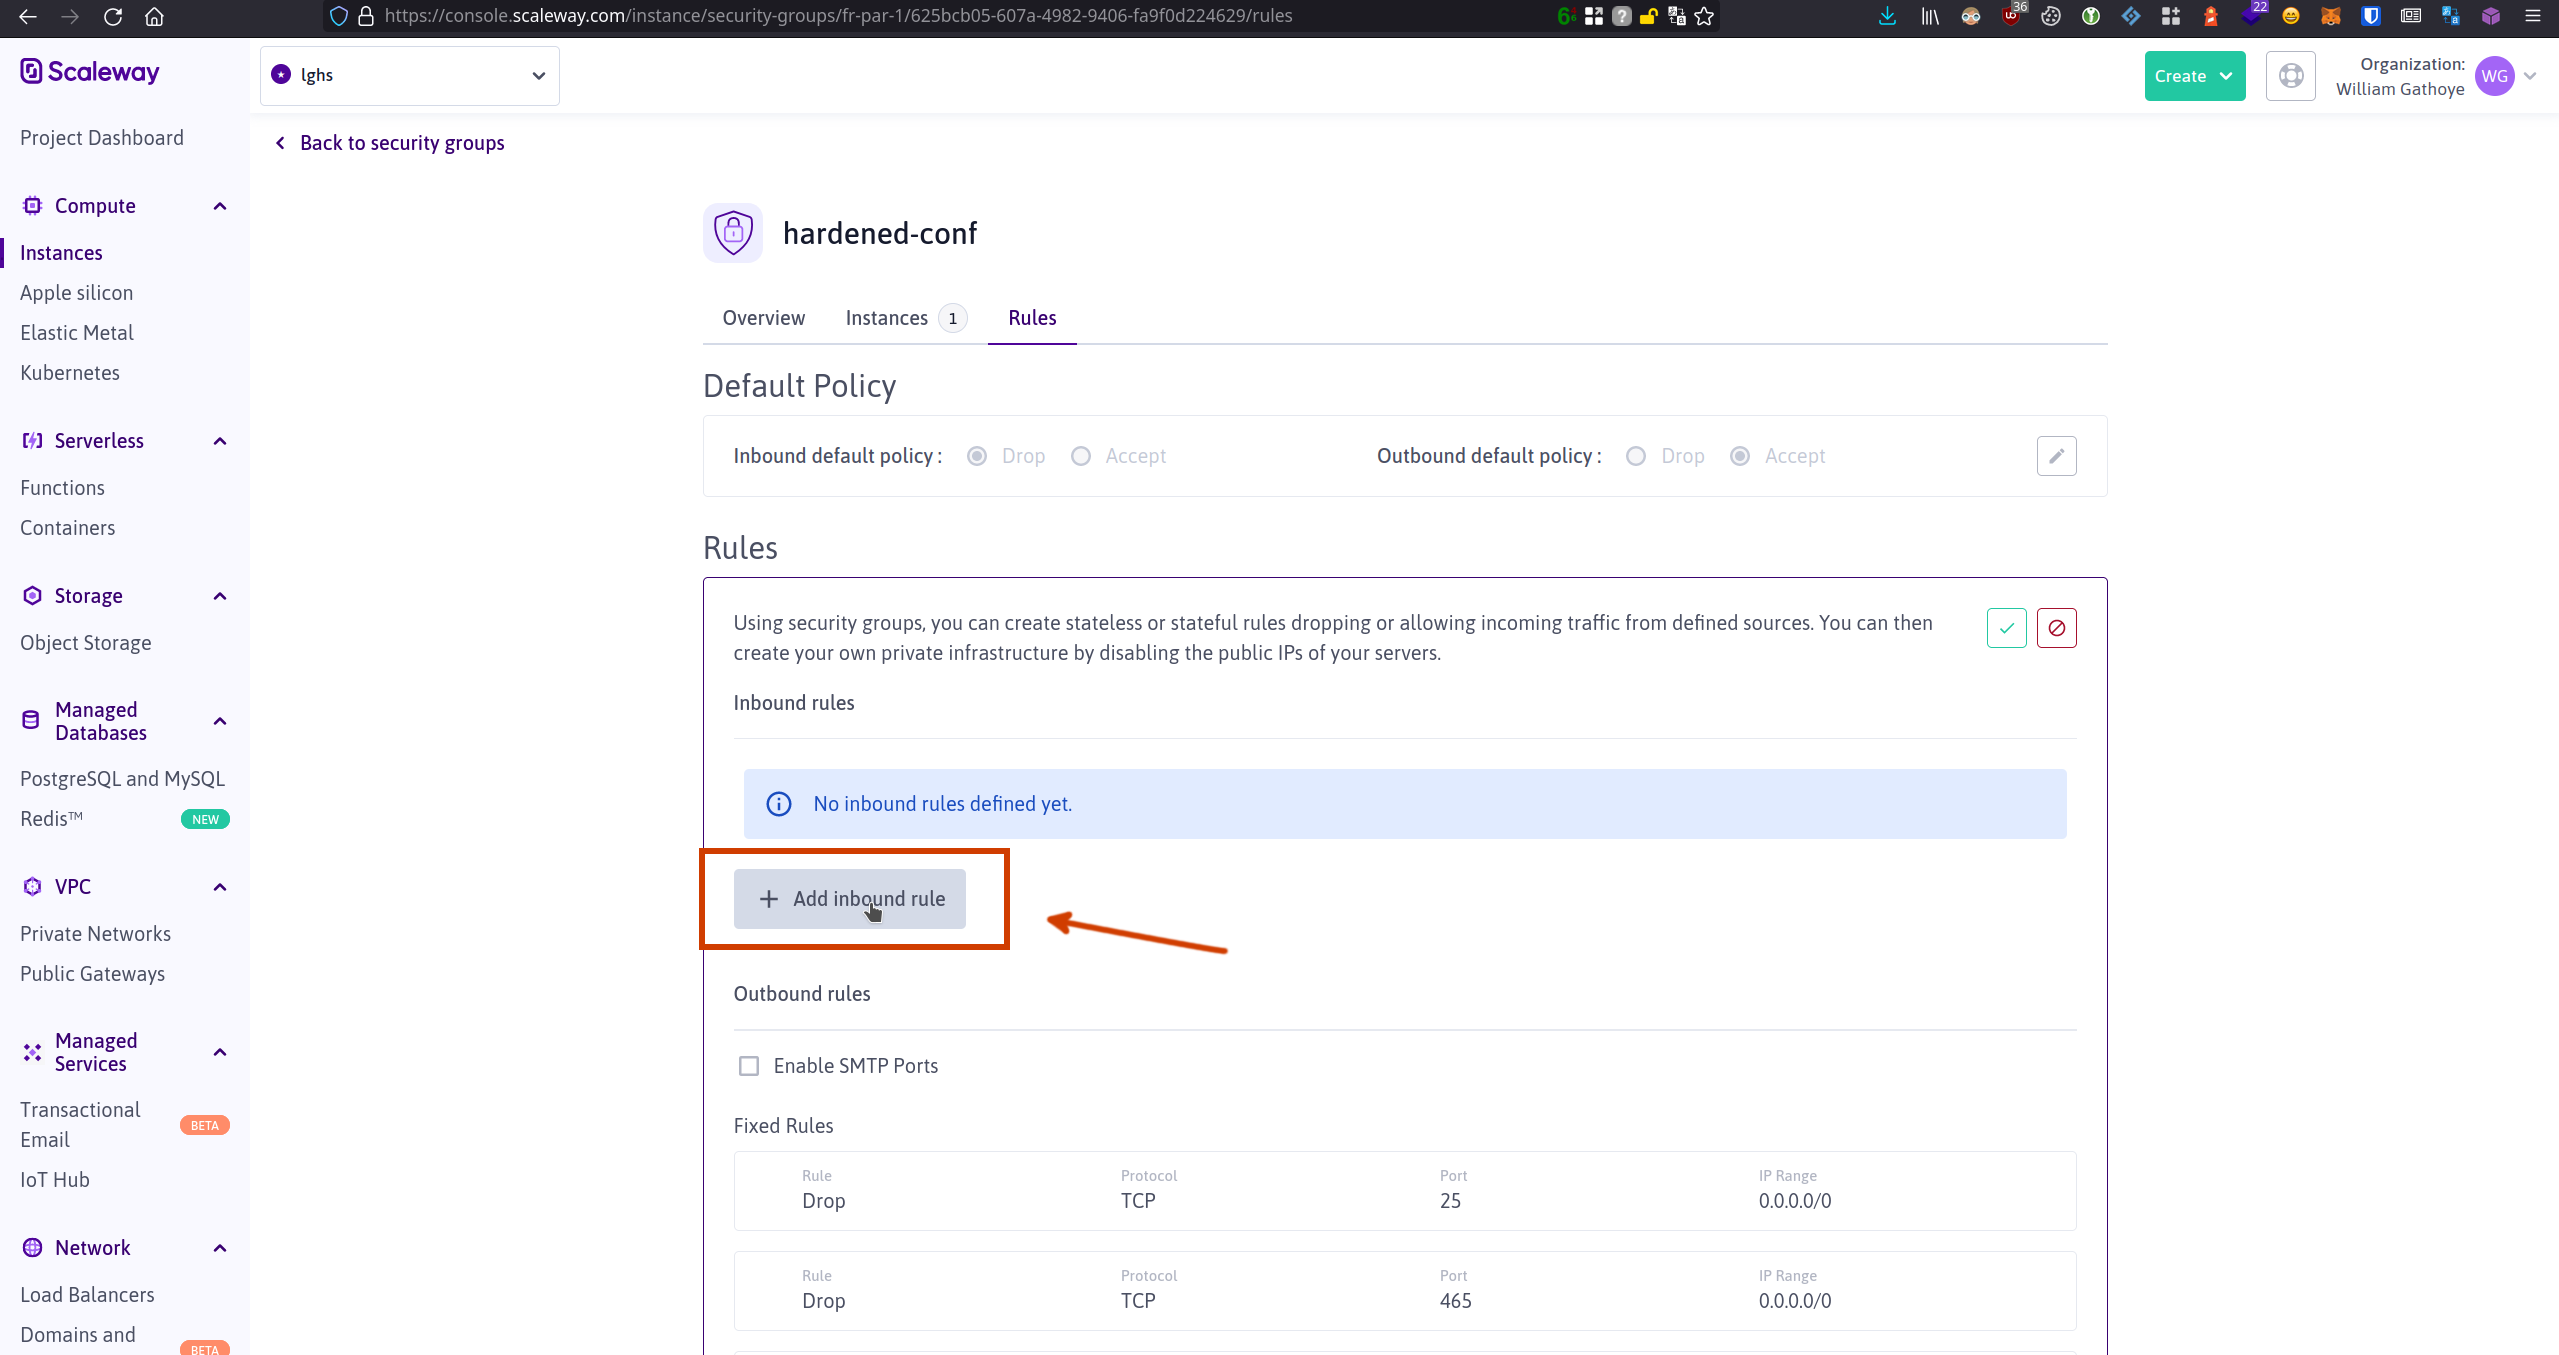 https://console.scaleway.com/instance/security-groups/fr-par-1/625bcb05-607a-4982-9406-fa9f0d224629/rules
36
22
Scaleway
lghs
Create
Organization:
William Gathoye
WG
Project Dashboard
Compute
Instances
Apple silicon
Elastic Metal
Kubernetes
Serverless
Functions
Containers
Storage
Object Storage
Managed
Databases
PostgreSQL and MySQL
Redis™
NEW
VPC
Private Networks
Public Gateways
Managed
Services
Transactional
Email
BETA
IoT Hub
Network
Load Balancers
Domains and
BETA
Back to security groups
hardened-conf
Overview
Instances 1
Rules
Default Policy
Inbound default policy : Drop Accept
Outbound default policy : Drop Accept
Rules
Using security groups, you can create stateless or stateful rules dropping or allowing incoming traffic from defined sources. You can then
create your own private infrastructure by disabling the public IPs of your servers.
Inbound rules
No inbound rules defined yet.
Add inbound rule
Outbound rules
Enable SMTP Ports
Fixed Rules
Rule Protocol Port IP Range
Drop TCP 25 0.0.0.0/0
Rule Protocol Port IP Range
Drop TCP 465 0.0.0.0/0